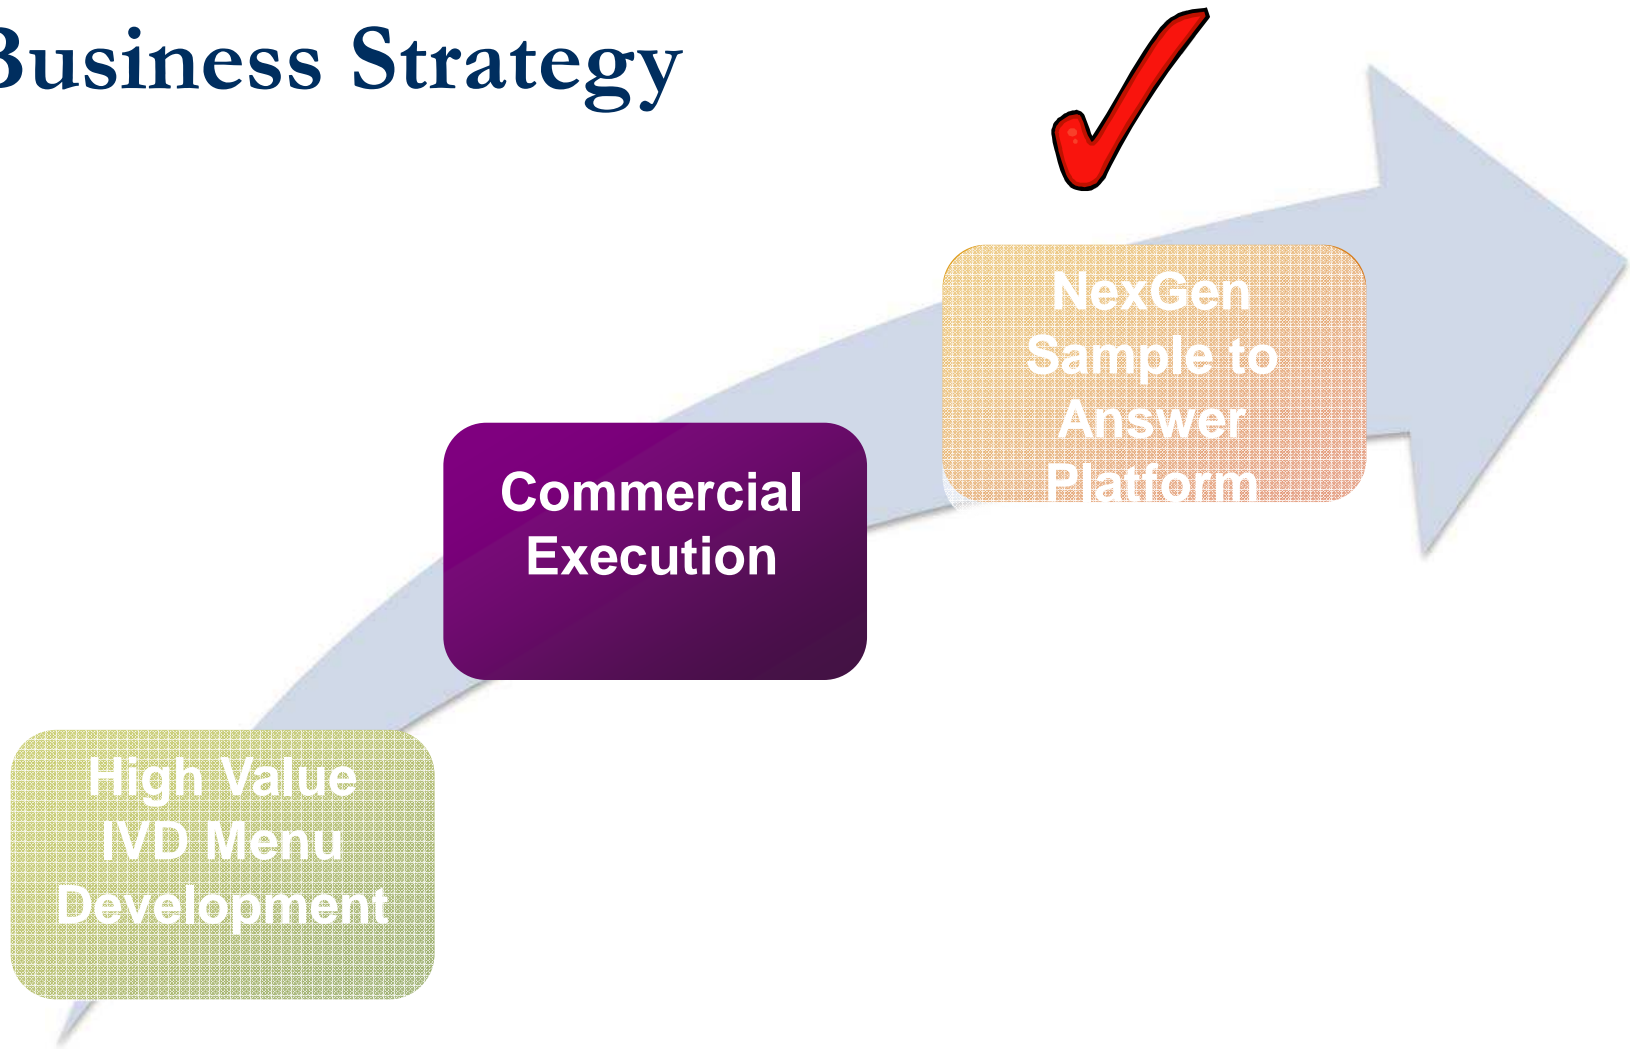 Business Strategy
NexGen
Sample to
Answer
Platform
Commercial
Execution
High Value
IVD Menu
Development